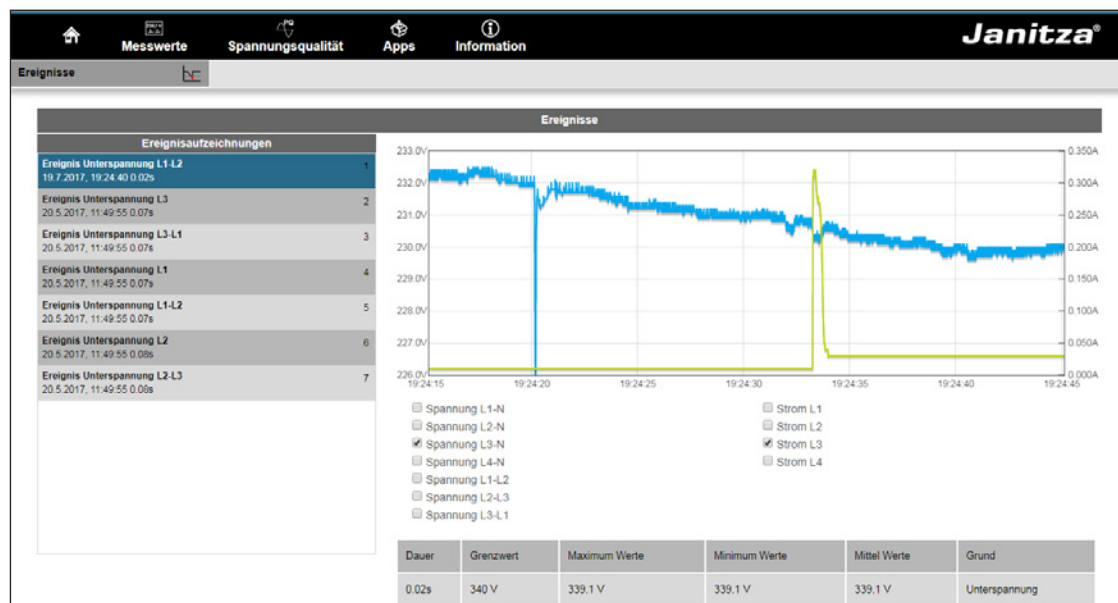 Messwerte Spannungsqualität Apps Information Janitza®
Ereignisse
Ereignisse
Ereignisaufzeichnungen
Ereignis Unterspannung L1-L2 1
19.7.2017, 19:24:40 0.02s
Ereignis Unterspannung L3 2
20.5.2017, 11:49:55 0.07s
Ereignis Unterspannung L3-L1 3
20.5.2017, 11:49:55 0.07s
Ereignis Unterspannung L1 4
20.5.2017, 11:49:55 0.07s
Ereignis Unterspannung L1-L2 5
20.5.2017, 11:49:55 0.07s
Ereignis Unterspannung L2 6
20.5.2017, 11:49:55 0.08s
Ereignis Unterspannung L2-L3 7
20.5.2017, 11:49:55 0.08s
233.0V 0.350A
232.0V 0.300A
231.0V 0.250A
230.0V 0.200A
229.0V
228.0V 0.100A
227.0V 0.050A
226.0V 0.000A
19:24:15 19:24:20 19:24:25 19:24:30 19:24:35 19:24:40 19:24:45
Spannung L1-N Strom L1
Spannung L2-N Strom L2
Spannung L3-N Strom L3
Spannung L4-N Strom L4
Spannung L1-L2
Spannung L2-L3
Spannung L3-L1
Dauer Grenzwert Maximum Werte Minimum Werte Mittel Werte Grund
0.02s 340 V 339.1 V 339.1 V 339.1 V Unterspannung